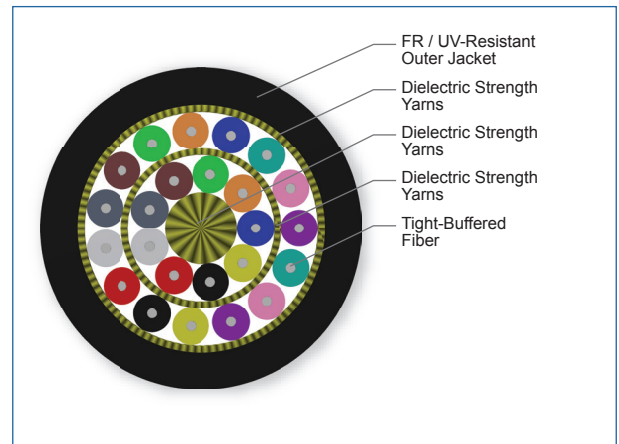 FR / UV-Resistant
Outer Jacket
Dielectric Strength
Yarns
Dielectric Strength
Yarns
Dielectric Strength
Yarns
Tight-Buffered
Fiber